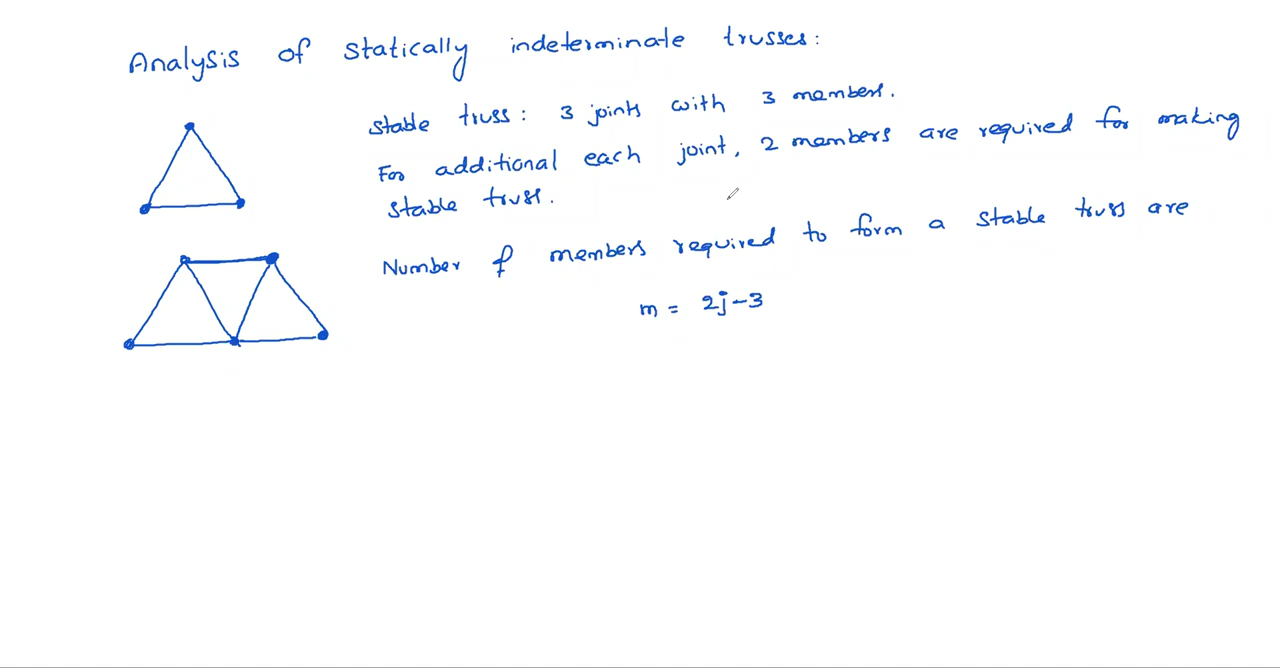 Analysis of statically indeterminate trusses:
Stable truss: 3 joints with 3 members.
For additional each joint, 2 members are required for making
stable truss.
Number of members required to form a stable truss are
m = 2j-3